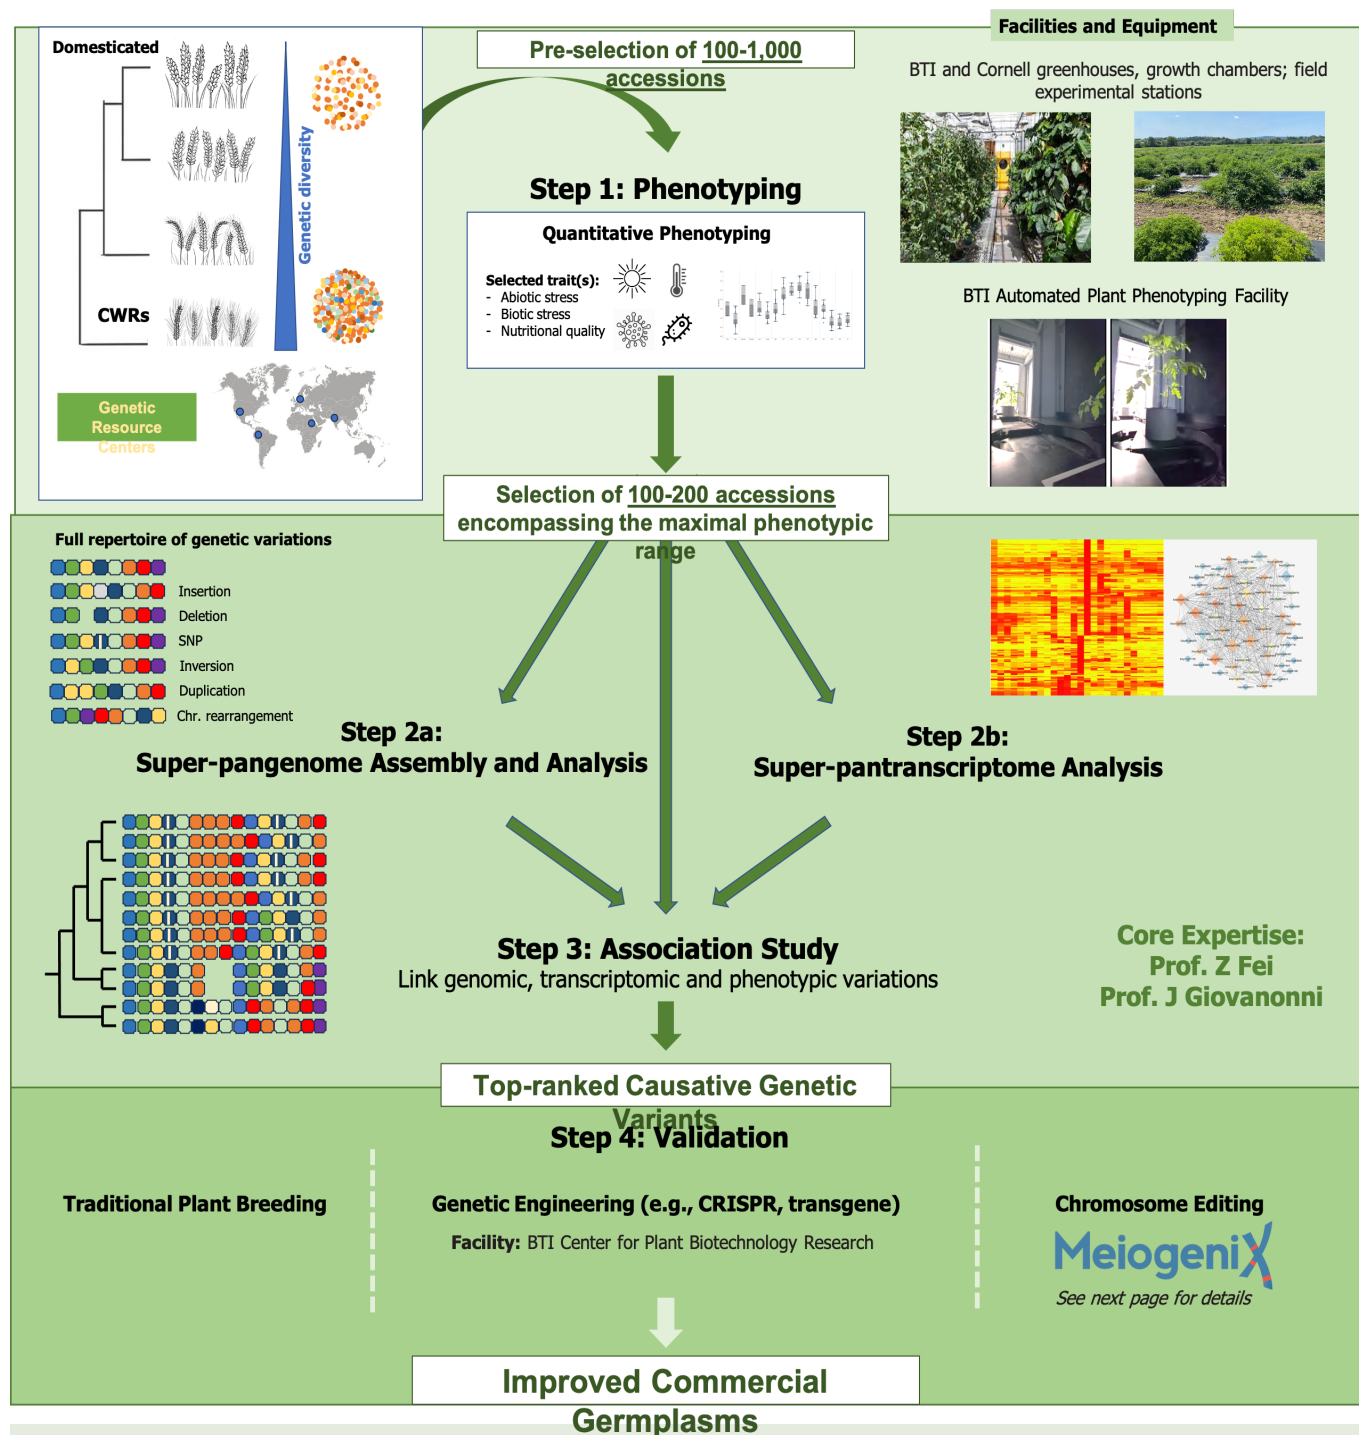 Domesticated
Genetic diversity
CWRs
Genetic
Resource
Centers
Pre-selection of 100-1,000
accessions
Facilities and Equipment
BTI and Cornell greenhouses, growth chambers; field
experimental stations
BTI Automated Plant Phenotyping Facility
Step 1: Phenotyping
Quantitative Phenotyping
Selected trait(s):
- Abiotic stress
- Biotic stress
- Nutritional quality
Selection of 100-200 accessions
encompassing the maximal phenotypic
range
Full repertoire of genetic variations
Insertion
Deletion
SNP
Inversion
Duplication
Chr. rearrangement
Step 2a:
Super-pangenome Assembly and Analysis
Step 2b:
Super-pantranscriptome Analysis
Step 3: Association Study
Link genomic, transcriptomic and phenotypic variations
Core Expertise:
Prof. Z Fei
Prof. J Giovanonni
Top-ranked Causative Genetic
Variants
Step 4: Validation
Traditional Plant Breeding
Genetic Engineering (e.g., CRISPR, transgene)
Facility: BTI Center for Plant Biotechnology Research
Chromosome Editing
MeiogeniX
See next page for details
Improved Commercial
Germplasms